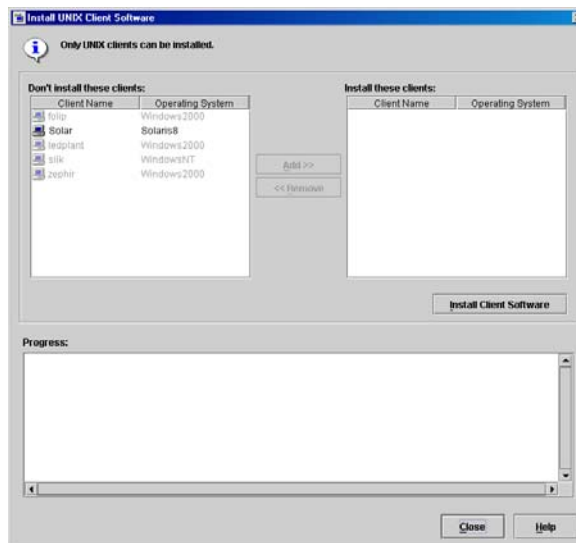 Install UNIX Client Software
Only UNIX clients can be installed.
Don't install these clients:
Client Name Operating System
folip Windows2000
Solar Solaris8
ledplant Windows2000
silk WindowsNT
zephir Windows2000
Add >>
<< Remove
Install these clients:
Client Name Operating System
Install Client Software
Progress:
Close Help